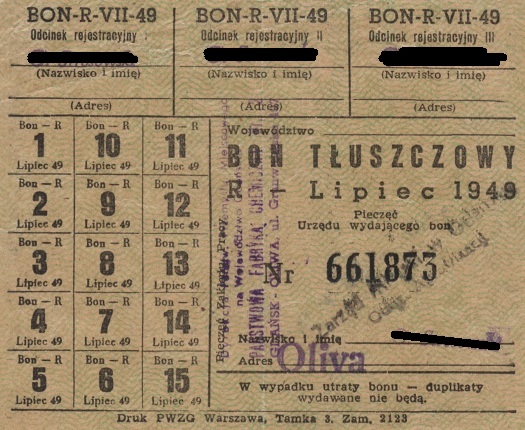 BON-R-VII-49 BON-R-VII-49 BON-R-VII-49
Odcinek rejestracyjny I Odcinek rejestracyjny II Odcinek rejestracyjny III
(Nazwisko i imię) (Nazwisko i imię) (Nazwisko i imię)
(Adres) (Adres) (Adres)
Bon — R Bon — R Bon — R
1 10 11
Lipiec 49 Lipiec 49 Lipiec 49
Bon — R Bon — R Bon — R
2 9 12
Lipiec 49 Lipiec 49 Lipiec 49
Bon — R Bon — R Bon — R
3 8 13
Lipiec 49 Lipiec 49 Lipiec 49
Bon — R Bon — R Bon — R
4 7 14
Lipiec 49 Lipiec 49 Lipiec 49
Bon — R Bon — R Bon — R
5 6 15
Lipiec 49 Lipiec 49 Lipiec 49
Pieczęć Zakładu Pracy
na Województwo
PAŃSTWOWA FABRYKA
GDAŃSK - OLIWA, ul.
Województwo
BON TŁUSZCZOWY
R - I Lipiec 1949
Pieczęć
Urzędu wydającego bon
Nr 661873
Zarząd
Nazwisko i imię
Adres Oliva
W wypadku utraty bonu — duplikaty
wydawane nie będą.
Druk PWZG Warszawa, Tamka 3. Zam. 2123